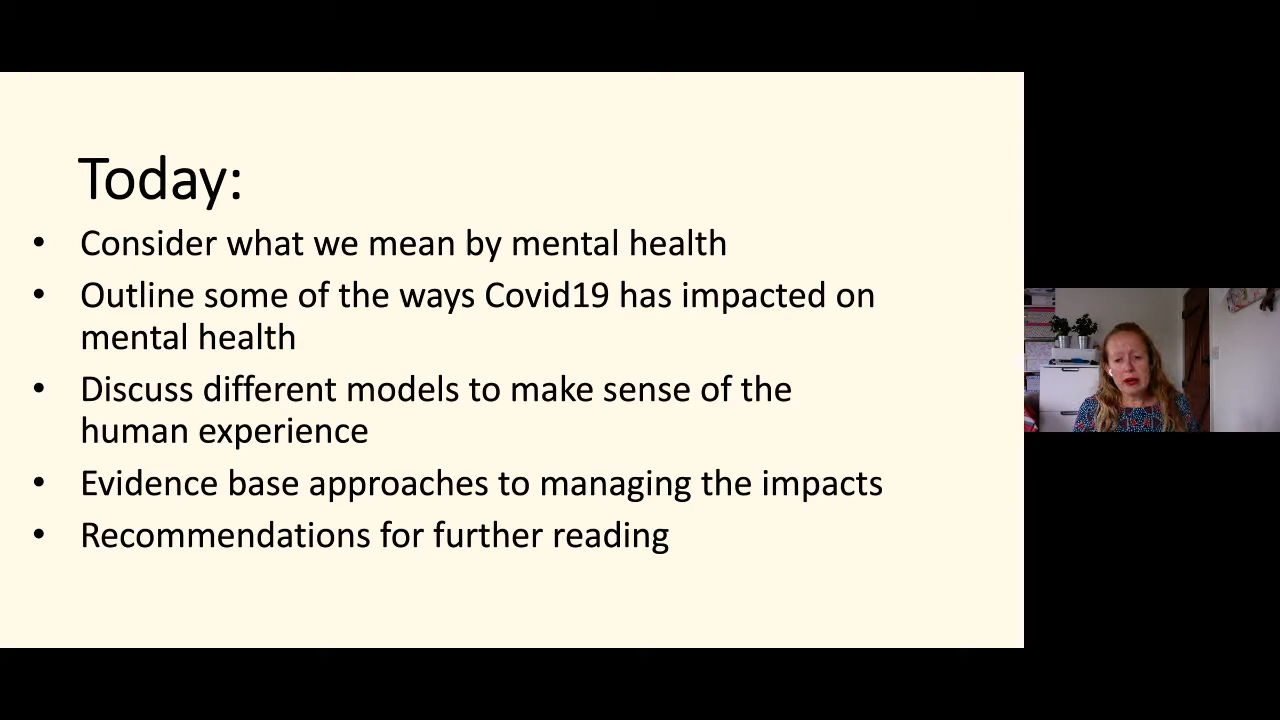 Today:
• Consider what we mean by mental health
• Outline some of the ways Covid19 has impacted on
mental health
• Discuss different models to make sense of the
human experience
• Evidence base approaches to managing the impacts
• Recommendations for further reading